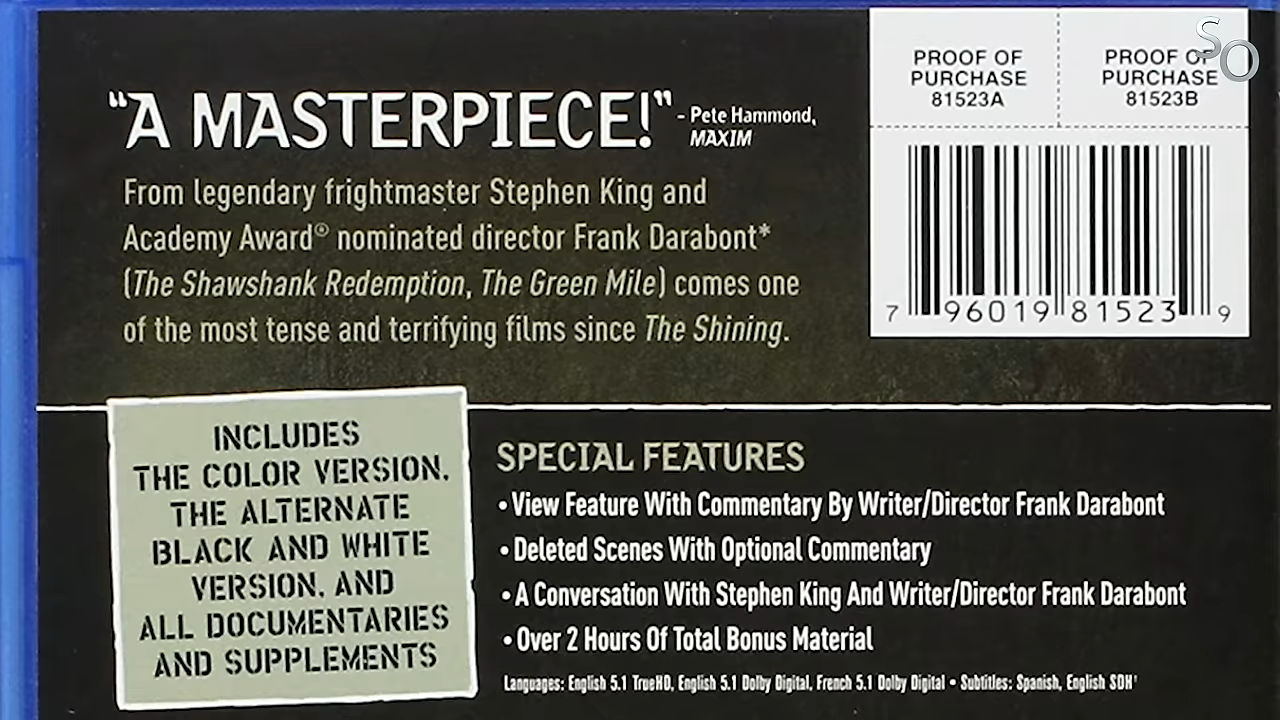 "A MASTERPIECE!" - Pete Hammond,
MAXIM
From legendary frightmaster Stephen King and
Academy Award® nominated director Frank Darabont*
(The Shawshank Redemption, The Green Mile) comes one
of the most tense and terrifying films since The Shining.
PROOF OF
PURCHASE
81523A
PROOF OF
PURCHASE
81523B
SO
7 96019 81523 9
INCLUDES
THE COLOR VERSION,
THE ALTERNATE
BLACK AND WHITE
VERSION, AND
ALL DOCUMENTARIES
AND SUPPLEMENTS
SPECIAL FEATURES
• View Feature With Commentary By Writer/Director Frank Darabont
• Deleted Scenes With Optional Commentary
• A Conversation With Stephen King And Writer/Director Frank Darabont
• Over 2 Hours Of Total Bonus Material
Languages: English 5.1 TrueHD, English 5.1 Dolby Digital, French 5.1 Dolby Digital • Subtitles: Spanish, English SDH'